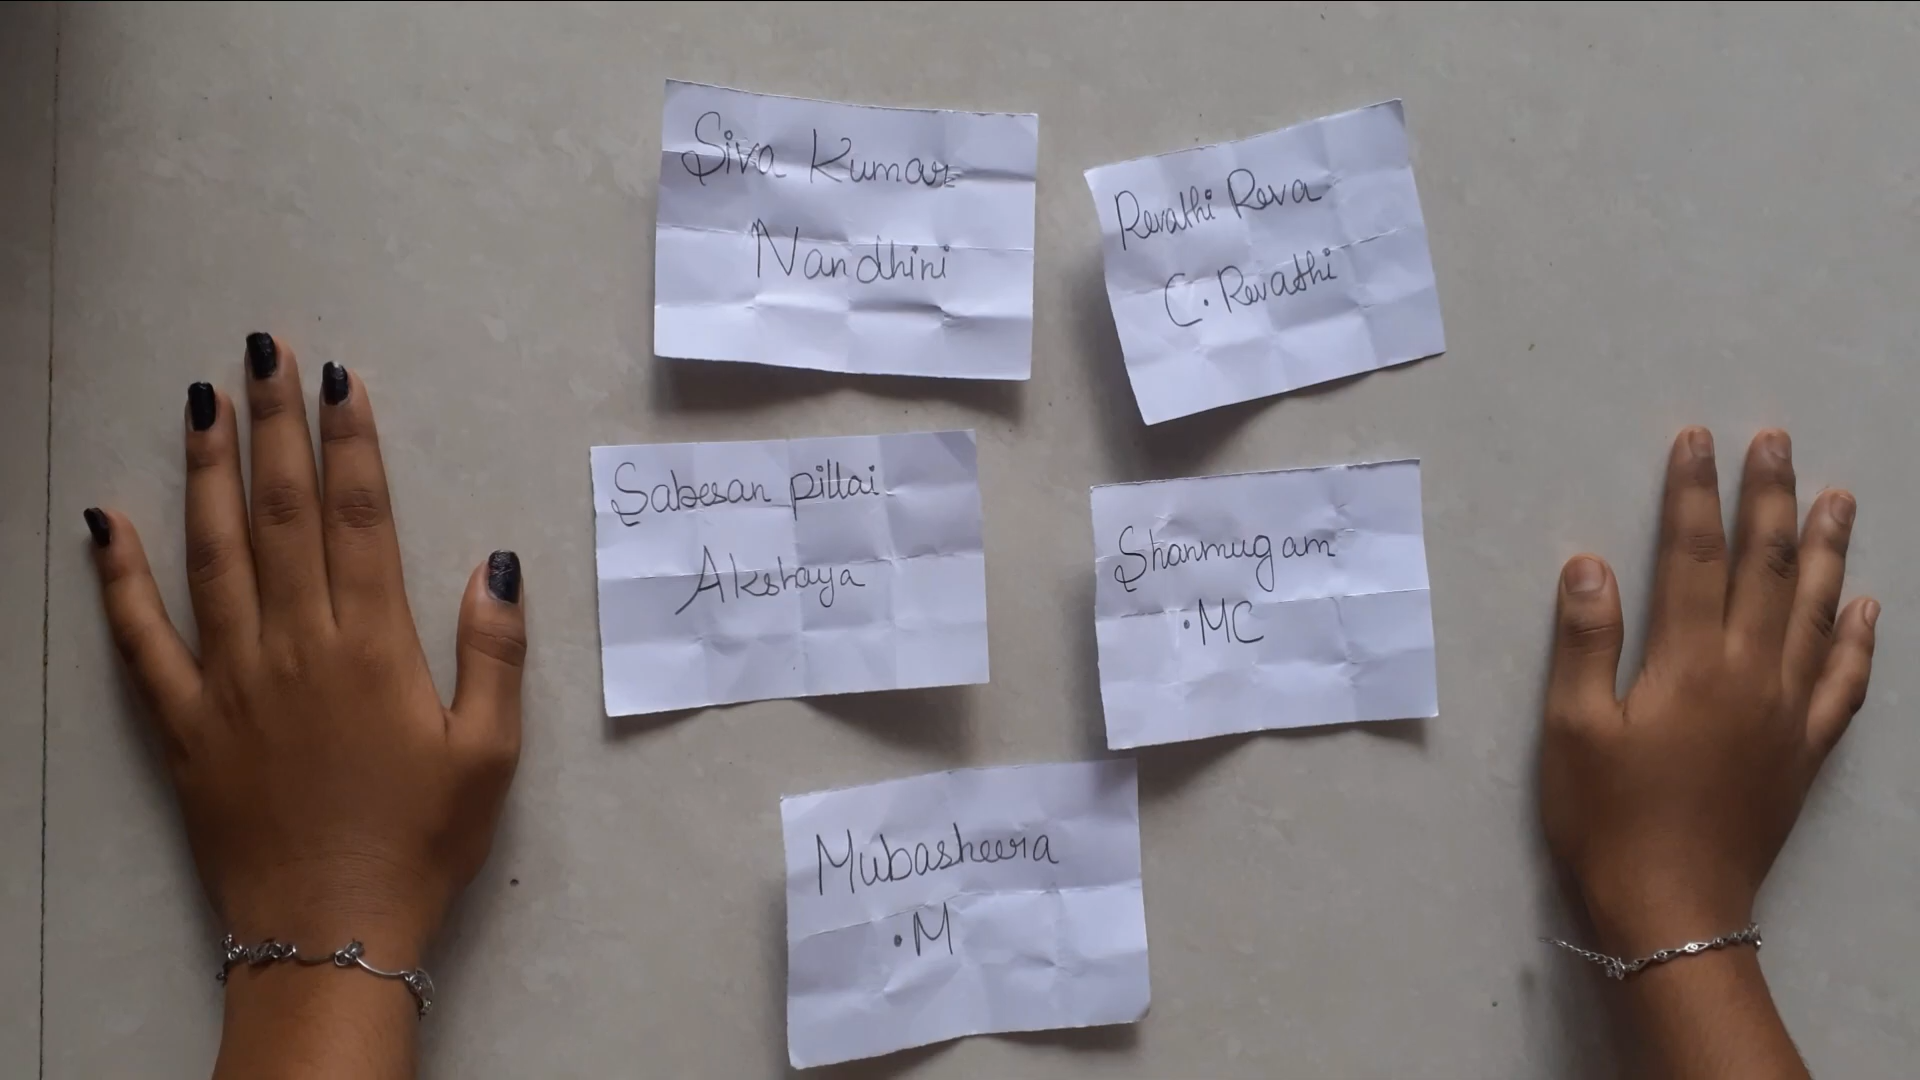 Siva Kumar
Nandhini
Revathi Reva
C. Revathi
Sabesan pillai
Akshaya
Shanmugam
.MC
Mubasheera
.M